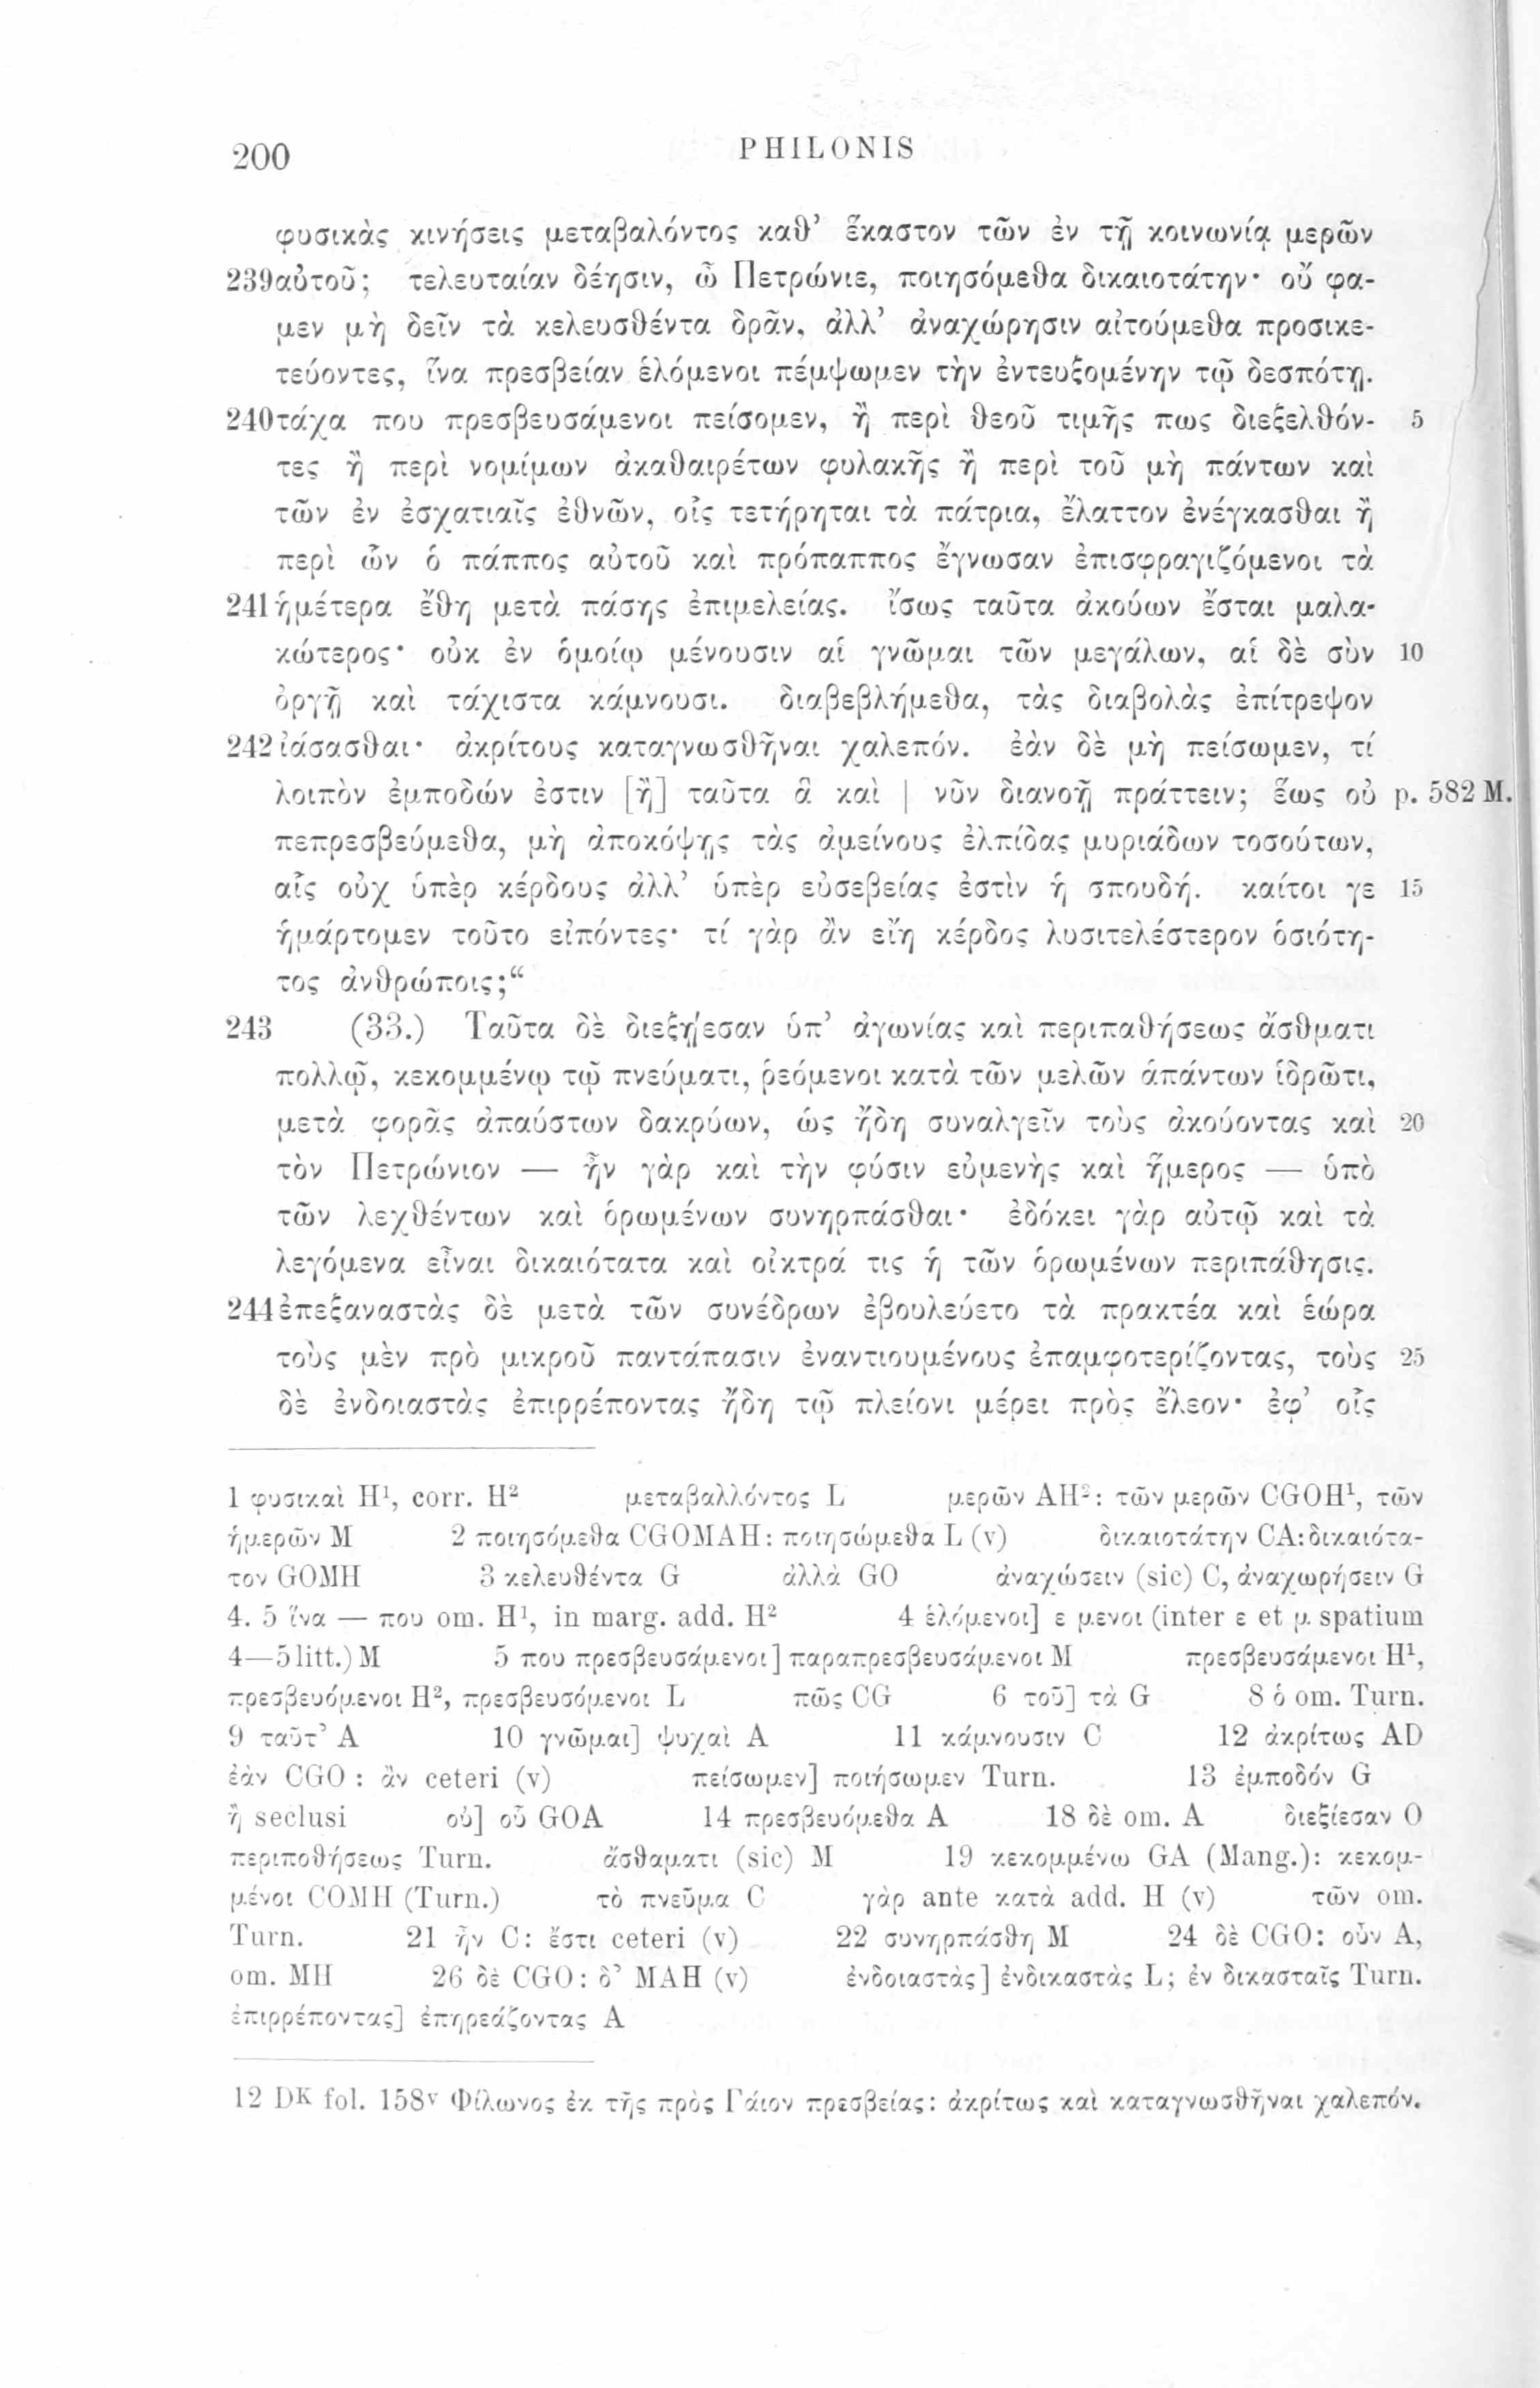 200 PHILONIS
φυσικὰς κινήσεις μεταβαλόντος καθ’ ἕκαστον τῶν ἐν τῇ κοινωνίᾳ μερῶν
239 αὐτοῦ; τελευταίαν δέησιν, ὦ Πετρώνιε, ποιησόμεθα δικαιοτάτην· οὔ φα-
μεν μὴ δεῖν τὰ κελευσθέντα δρᾶν, ἀλλ’ ἀναχώρησιν αἰτούμεθα προσικε-
τεύοντες, ἵνα πρεσβείαν ἑλόμενοι πέμψωμεν τὴν ἐντευξομένην τῷ δεσπότῃ.
240 τάχα που πρεσβευσάμενοι πείσομεν, ἢ περὶ θεοῦ τιμῆς πως διεξελθόν- 5
τες ἢ περὶ νομίμων ἀκαθαιρέτων φυλακῆς ἢ περὶ τοῦ μὴ πάντων καὶ
τῶν ἐν ἐσχατιαῖς ἐθνῶν, οἷς τετήρηται τὰ πάτρια, ἔλαττον ἐνέγκασθαι ἢ
περὶ ὧν ὁ πάππος αὐτοῦ καὶ πρόπαππος ἔγνωσαν ἐπισφραγιζόμενοι τὰ
241 ἡμέτερα ἔθη μετὰ πάσης ἐπιμελείας. ἴσως ταῦτα ἀκούων ἔσται μαλα-
κώτερος· οὐκ ἐν ὁμοίῳ μένουσιν αἱ γνῶμαι τῶν μεγάλων, αἱ δὲ σὺν 10
ὀργῇ καὶ τάχιστα κάμνουσι. διαβεβλήμεθα, τὰς διαβολὰς ἐπίτρεψον
242 ἰάσασθαι· ἀκρίτους καταγνωσθῆναι χαλεπόν. ἐὰν δὲ μὴ πείσωμεν, τί
λοιπὸν ἐμποδών ἐστιν [ἢ] ταῦτα ἃ καὶ | νῦν διανοῇ πράττειν; ἕως οὐ p. 582 M.
πεπρεσβεύμεθα, μὴ ἀποκόψῃς τὰς ἀμείνους ἐλπίδας μυριάδων τοσούτων,
αἷς οὐχ ὑπὲρ κέρδους ἀλλ’ ὑπὲρ εὐσεβείας ἐστὶν ἡ σπουδή. καίτοι γε 15
ἡμάρτομεν τοῦτο εἰπόντες· τί γὰρ ἂν εἴη κέρδος λυσιτελέστερον ὁσιότη-
τος ἀνθρώποις;“
243 (33.) Ταῦτα δὲ διεξῄεσαν ὑπ’ ἀγωνίας καὶ περιπαθήσεως ἄσθματι
πολλῷ, κεκομμένῳ τῷ πνεύματι, ῥεόμενοι κατὰ τῶν μελῶν ἁπάντων ἱδρῶτι,
μετὰ φορᾶς ἀπαύστων δακρύων, ὡς ἤδη συναλγεῖν τοὺς ἀκούοντας καὶ 20
τὸν Πετρώνιον — ἦν γὰρ καὶ τὴν φύσιν εὐμενὴς καὶ ἥμερος — ὑπὸ
τῶν λεχθέντων καὶ ὁρωμένων συνηρπάσθαι· ἐδόκει γὰρ αὐτῷ καὶ τὰ
λεγόμενα εἶναι δικαιότατα καὶ οἰκτρά τις ἡ τῶν ὁρωμένων περιπάθησις.
244 ἐπεξαναστὰς δὲ μετὰ τῶν συνέδρων ἐβουλεύετο τὰ πρακτέα καὶ ἑώρα
τοὺς μὲν πρὸ μικροῦ παντάπασιν ἐναντιουμένους ἐπαμφοτερίζοντας, τοὺς 25
δὲ ἐνδοιαστὰς ἐπιρρέποντας ἤδη τῷ πλείονι μέρει πρὸς ἔλεον· ἐφ’ οἷς
1 φυσικαὶ H¹, corr. H² μεταβαλλόντος L μερῶν AH²: τῶν μερῶν CGOH¹, τῶν
ἡμερῶν M 2 ποιησόμεθα CGOMAH: ποιησώμεθα L (v) δικαιοτάτην CA: δικαιότα-
τον GOMH 3 κελευθέντα G ἀλλὰ GO ἀναχώσειν (sic) C, ἀναχωρήσειν G
4. 5 ἵνα — που om. H¹, in marg. add. H² 4 ἑλόμενοι] ε μενοι (inter ε et μ spatium
4—5 litt.) M 5 που πρεσβευσάμενοι] παραπρεσβευσάμενοι M πρεσβευσάμενοι H¹,
πρεσβευόμενοι H², πρεσβευσόμενοι L πῶς CG 6 τοῦ] τὰ G 8 ὁ om. Turn.
9 ταῦτ’ A 10 γνῶμαι] ψυχαὶ A 11 κάμνουσιν C 12 ἀκρίτως AD
ἐὰν CGO : ἂν ceteri (v) πείσωμεν] ποιήσωμεν Turn. 13 ἐμποδόν G
ἢ seclusi οὐ] οὗ GOA 14 πρεσβευόμεθα A 18 δὲ om. A διεξίεσαν O
περιποθήσεως Turn. ἄσθαματι (sic) M 19 κεκομμένω GA (Mang.): κεκομ-
μένοι COMH (Turn.) τὸ πνεῦμα C γὰρ ante κατὰ add. H (v) τῶν om.
Turn. 21 ἦν C: ἔστι ceteri (v) 22 συνηρπάσθη M 24 δὲ CGO: οὖν A,
om. MH 26 δὲ CGO: δ’ MAH (v) ἐνδοιαστὰς] ἐνδικαστὰς L; ἐν δικασταῖς Turn.
ἐπιρρέποντας] ἐπηρεάζοντας A
12 Dᴷ fol. 158ᵛ Φίλωνος ἐκ τῆς πρὸς Γάιον πρεσβείας: ἀκρίτως καὶ καταγνωσθῆναι χαλεπόν.